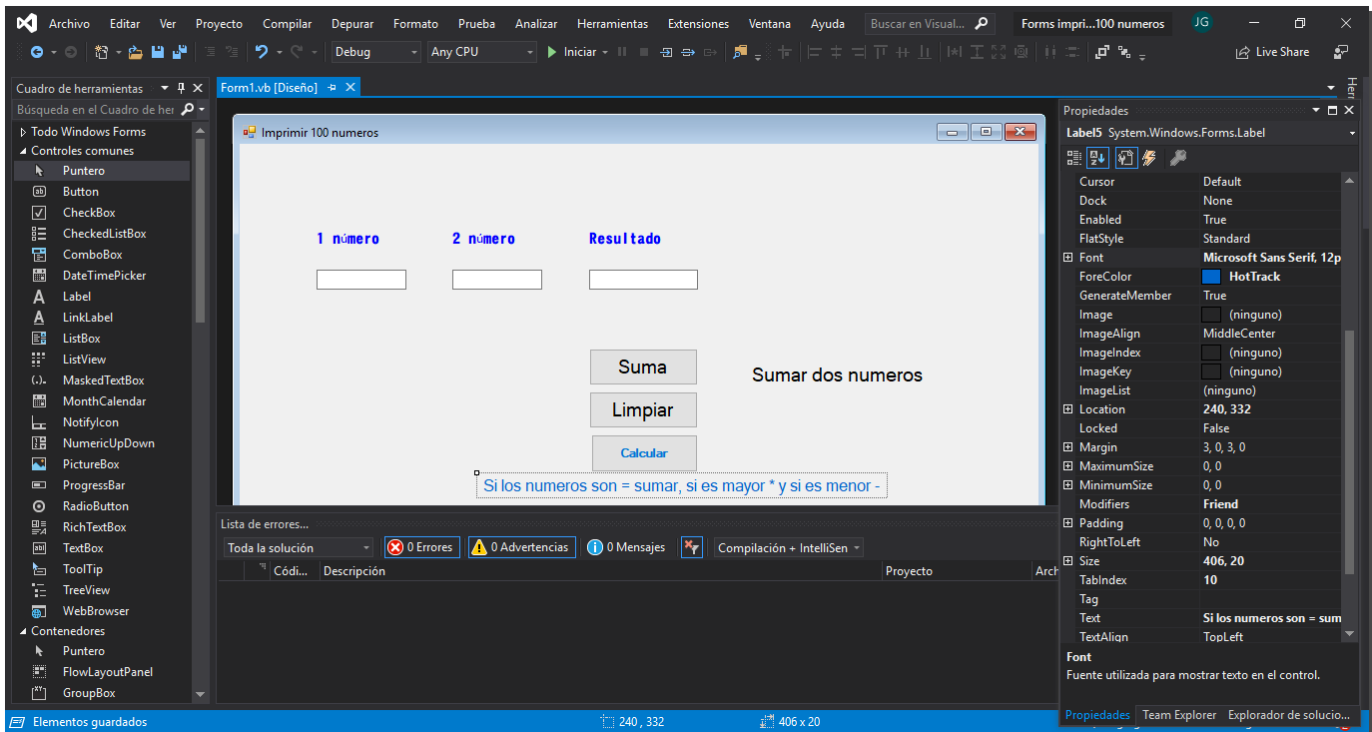 Archivo Editar Ver Proyecto Compilar Depurar Formato Prueba Analizar Herramientas Extensiones Ventana Ayuda Buscar en Visual... Forms impri...100 numeros JG
Debug Any CPU Iniciar Live Share
Cuadro de herramientas
Búsqueda en el Cuadro de her
Todo Windows Forms
Controles comunes
Puntero
Button
CheckBox
CheckedListBox
ComboBox
DateTimePicker
Label
LinkLabel
ListBox
ListView
MaskedTextBox
MonthCalendar
NotifyIcon
NumericUpDown
PictureBox
ProgressBar
RadioButton
RichTextBox
TextBox
ToolTip
TreeView
WebBrowser
Contenedores
Puntero
FlowLayoutPanel
GroupBox
Form1.vb [Diseño]
Imprimir 100 numeros
1 número 2 número Resultado
Suma
Sumar dos numeros
Limpiar
Calcular
Si los numeros son = sumar, si es mayor * y si es menor -
Lista de errores...
Toda la solución 0 Errores 0 Advertencias 0 Mensajes Compilación + IntelliSen
Códi... Descripción Proyecto Arch
Herr
Propiedades
Label5 System.Windows.Forms.Label
Cursor Default
Dock None
Enabled True
FlatStyle Standard
Font Microsoft Sans Serif, 12p
ForeColor HotTrack
GenerateMember True
Image (ninguno)
ImageAlign MiddleCenter
ImageIndex (ninguno)
ImageKey (ninguno)
ImageList (ninguno)
Location 240, 332
Locked False
Margin 3, 0, 3, 0
MaximumSize 0, 0
MinimumSize 0, 0
Modifiers Friend
Padding 0, 0, 0, 0
RightToLeft No
Size 406, 20
TabIndex 10
Tag
Text Si los numeros son = sum
TextAlign TopLeft
Font
Fuente utilizada para mostrar texto en el control.
Propiedades Team Explorer Explorador de solucio...
Elementos guardados 240 , 332 406 x 20